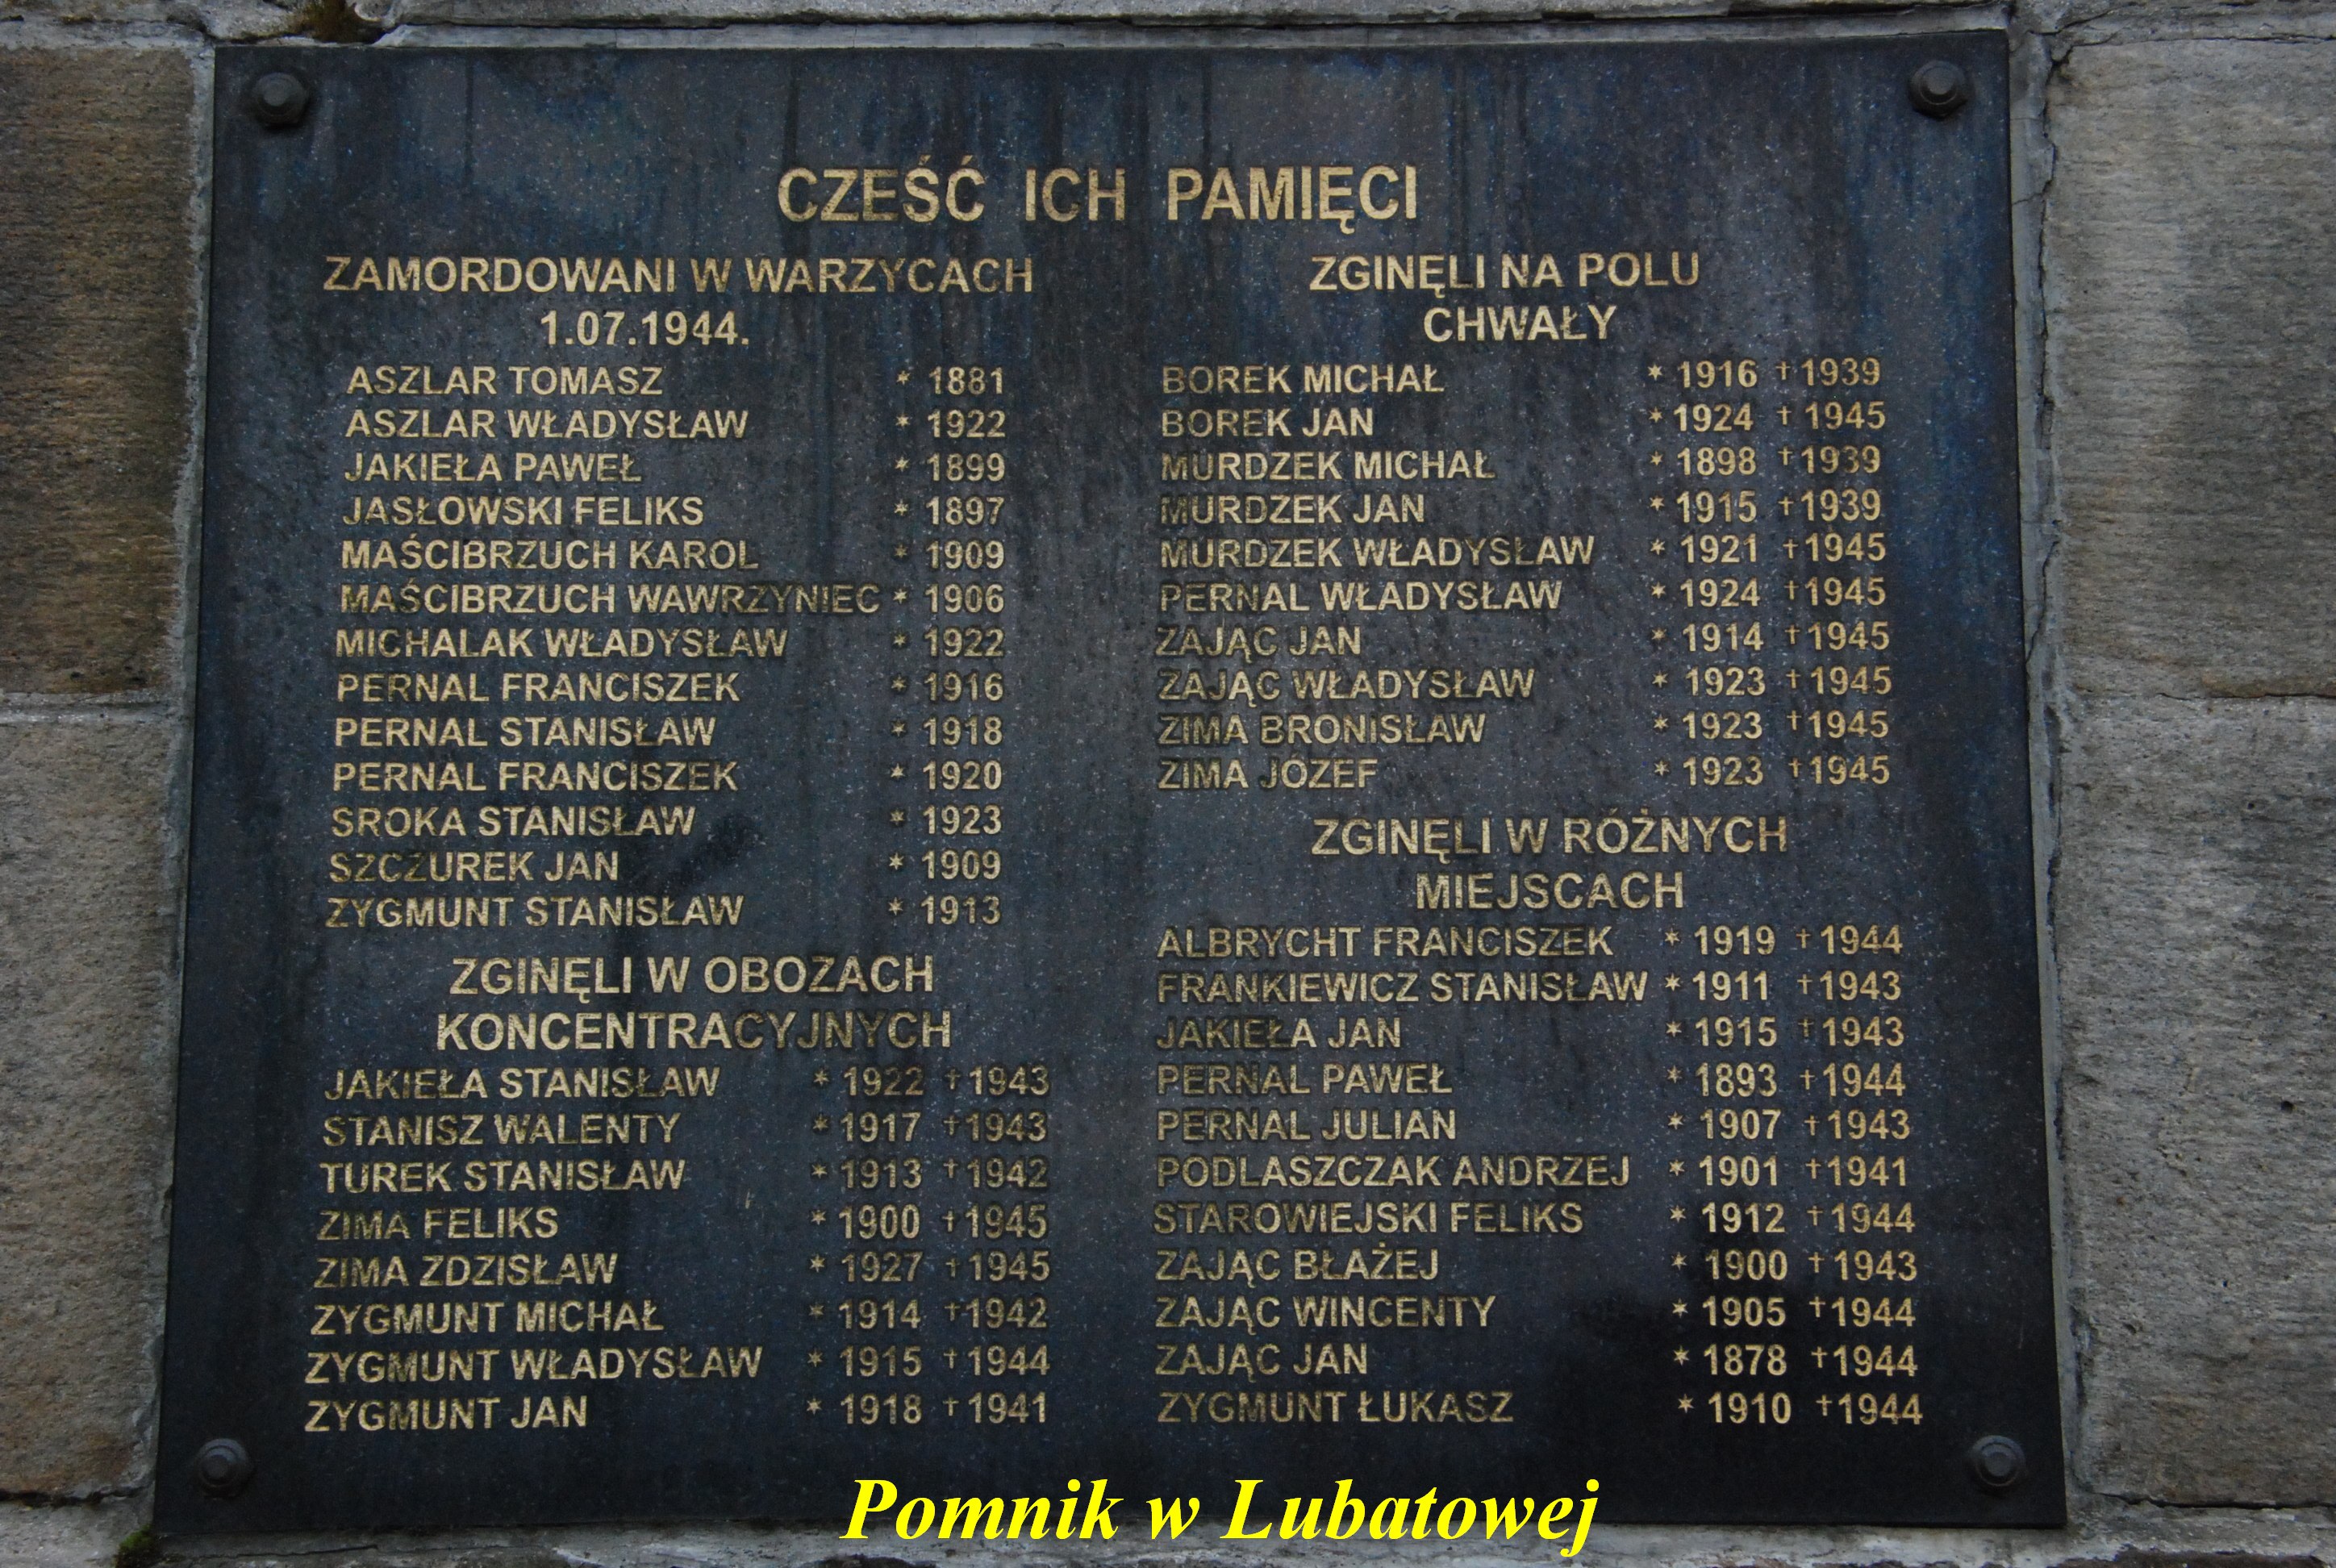 CZEŚĆ ICH PAMIĘCI
ZAMORDOWANI W WARZYCACH
1.07.1944.
ASZLAR TOMASZ * 1881
ASZLAR WŁADYSŁAW * 1922
JAKIEŁA PAWEŁ * 1899
JASŁOWSKI FELIKS * 1897
MAŚCIBRZUCH KAROL * 1909
MAŚCIBRZUCH WAWRZYNIEC * 1906
MICHALAK WŁADYSŁAW * 1922
PERNAL FRANCISZEK * 1916
PERNAL STANISŁAW * 1918
PERNAL FRANCISZEK * 1920
SROKA STANISŁAW * 1923
SZCZUREK JAN * 1909
ZYGMUNT STANISŁAW * 1913
ZGINĘLI W OBOZACH
KONCENTRACYJNYCH
JAKIEŁA STANISŁAW * 1922 †1943
STANISZ WALENTY * 1917 †1943
TUREK STANISŁAW * 1913 †1942
ZIMA FELIKS * 1900 †1945
ZIMA ZDZISŁAW * 1927 †1945
ZYGMUNT MICHAŁ * 1914 †1942
ZYGMUNT WŁADYSŁAW * 1915 †1944
ZYGMUNT JAN * 1918 †1941
ZGINĘLI NA POLU
CHWAŁY
BOREK MICHAŁ * 1916 †1939
BOREK JAN * 1924 †1945
MURDZEK MICHAŁ * 1898 †1939
MURDZEK JAN * 1915 †1939
MURDZEK WŁADYSŁAW * 1921 †1945
PERNAL WŁADYSŁAW * 1924 †1945
ZAJĄC JAN * 1914 †1945
ZAJĄC WŁADYSŁAW * 1923 †1945
ZIMA BRONISŁAW * 1923 †1945
ZIMA JÓZEF * 1923 †1945
ZGINĘLI W RÓŻNYCH
MIEJSCACH
ALBRYCHT FRANCISZEK * 1919 †1944
FRANKIEWICZ STANISŁAW * 1911 †1943
JAKIEŁA JAN * 1915 †1943
PERNAL PAWEŁ * 1893 †1944
PERNAL JULIAN * 1907 †1943
PODLASZCZAK ANDRZEJ * 1901 †1941
STAROWIEJSKI FELIKS * 1912 †1944
ZAJĄC BŁAŻEJ * 1900 †1943
ZAJĄC WINCENTY * 1905 †1944
ZAJĄC JAN * 1878 †1944
ZYGMUNT ŁUKASZ * 1910 †1944
Pomnik w Lubatowej